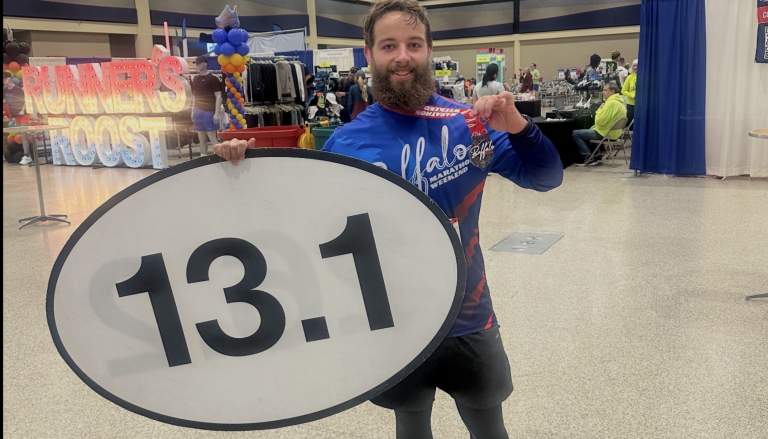 RUNNER'S
ROOST
Buffalo
MARATHON
WEEKEND
13.1